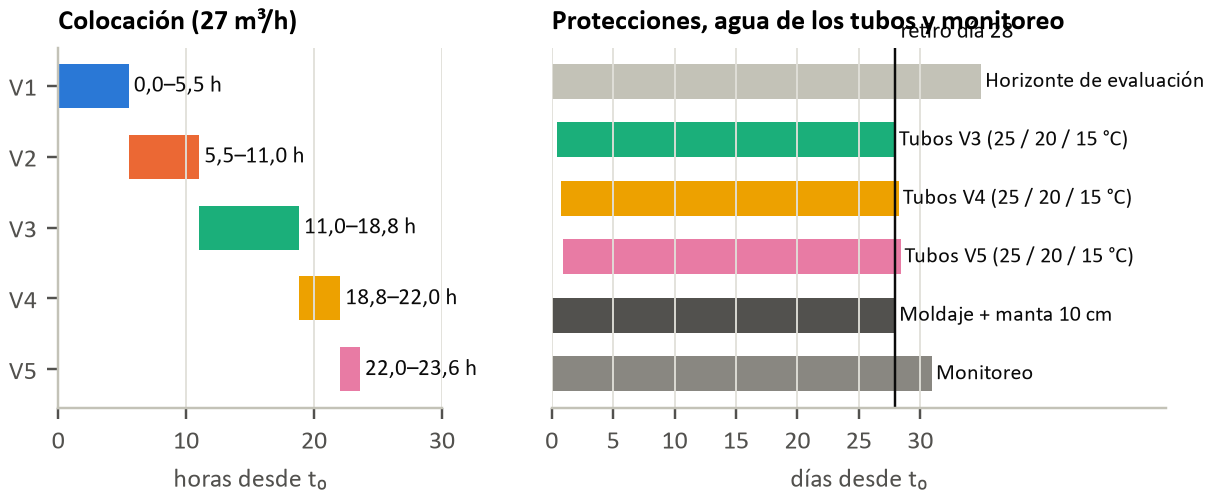 Colocación (27 m³/h)
V1
0,0–5,5 h
V2
5,5–11,0 h
V3
11,0–18,8 h
V4
18,8–22,0 h
V5
22,0–23,6 h
0 10 20 30
horas desde t₀
Protecciones, agua de los tubos y monitoreo
retiro día 28
Horizonte de evaluación
Tubos V3 (25 / 20 / 15 °C)
Tubos V4 (25 / 20 / 15 °C)
Tubos V5 (25 / 20 / 15 °C)
Moldaje + manta 10 cm
Monitoreo
0 5 10 15 20 25 30
días desde t₀